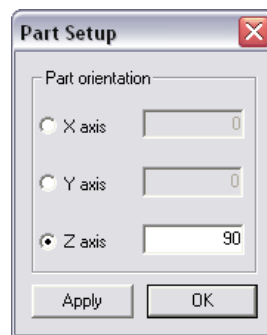 Part Setup
Part orientation
X axis 0
Y axis 0
Z axis 90
Apply OK